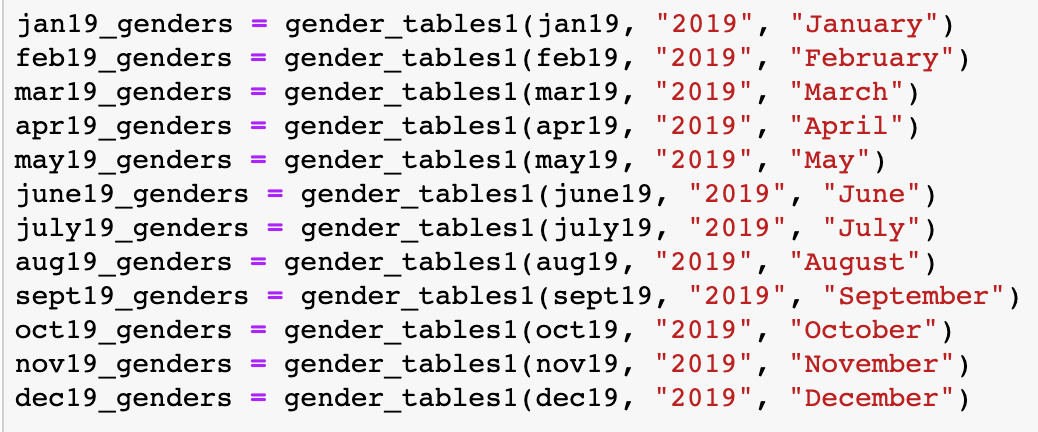 jan19_genders = gender_tables1(jan19, "2019", "January")
feb19_genders = gender_tables1(feb19, "2019", "February")
mar19_genders = gender_tables1(mar19, "2019", "March")
apr19_genders = gender_tables1(apr19, "2019", "April")
may19_genders = gender_tables1(may19, "2019", "May")
june19_genders = gender_tables1(june19, "2019", "June")
july19_genders = gender_tables1(july19, "2019", "July")
aug19_genders = gender_tables1(aug19, "2019", "August")
sept19_genders = gender_tables1(sept19, "2019", "September")
oct19_genders = gender_tables1(oct19, "2019", "October")
nov19_genders = gender_tables1(nov19, "2019", "November")
dec19_genders = gender_tables1(dec19, "2019", "December")